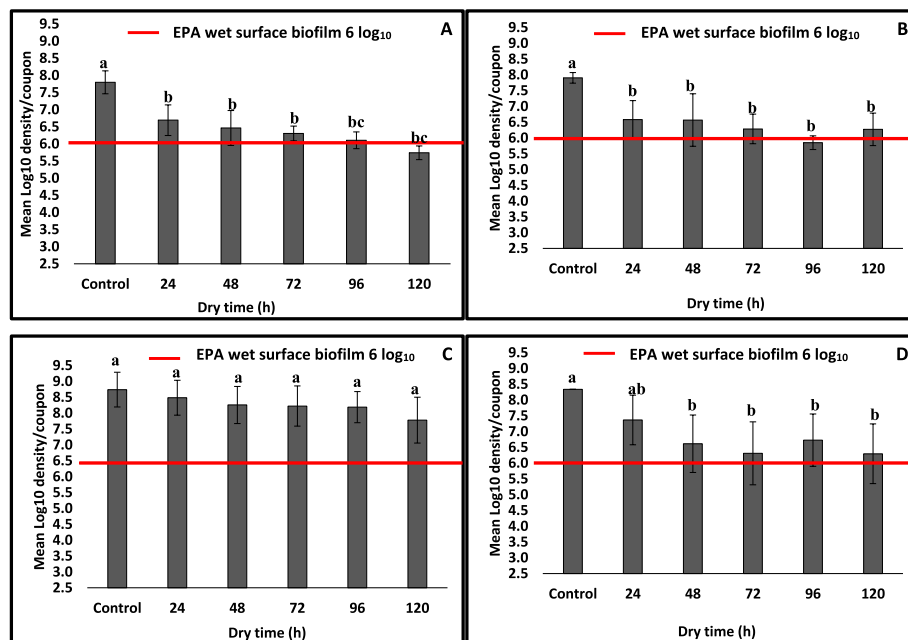 EPA wet surface biofilm 6 log₁₀
A
Mean Log10 density/coupon
9.5
9.0
8.5
8.0
7.5
7.0
6.5
6.0
5.5
5.0
4.5
4.0
3.5
3.0
2.5
a
b
b
b
bc
bc
Control 24 48 72 96 120
Dry time (h)
EPA wet surface biofilm 6 log₁₀
B
Mean Log10 density/coupon
9.5
9.0
8.5
8.0
7.5
7.0
6.5
6.0
5.5
5.0
4.5
4.0
3.5
3.0
2.5
a
b
b
b
b
b
Control 24 48 72 96 120
Dry time (h)
EPA wet surface biofilm 6 log₁₀
C
Mean Log10 density/coupon
9.5
9.0
8.5
8.0
7.5
7.0
6.5
6.0
5.5
5.0
4.5
4.0
3.5
3.0
2.5
a
a
a
a
a
a
Control 24 48 72 96 120
Dry time (h)
EPA wet surface biofilm 6 log₁₀
D
Mean Log10 density/coupon
9.5
9.0
8.5
8.0
7.5
7.0
6.5
6.0
5.5
5.0
4.5
4.0
3.5
3.0
2.5
a
ab
b
b
b
b
Control 24 48 72 96 120
Dry time (h)